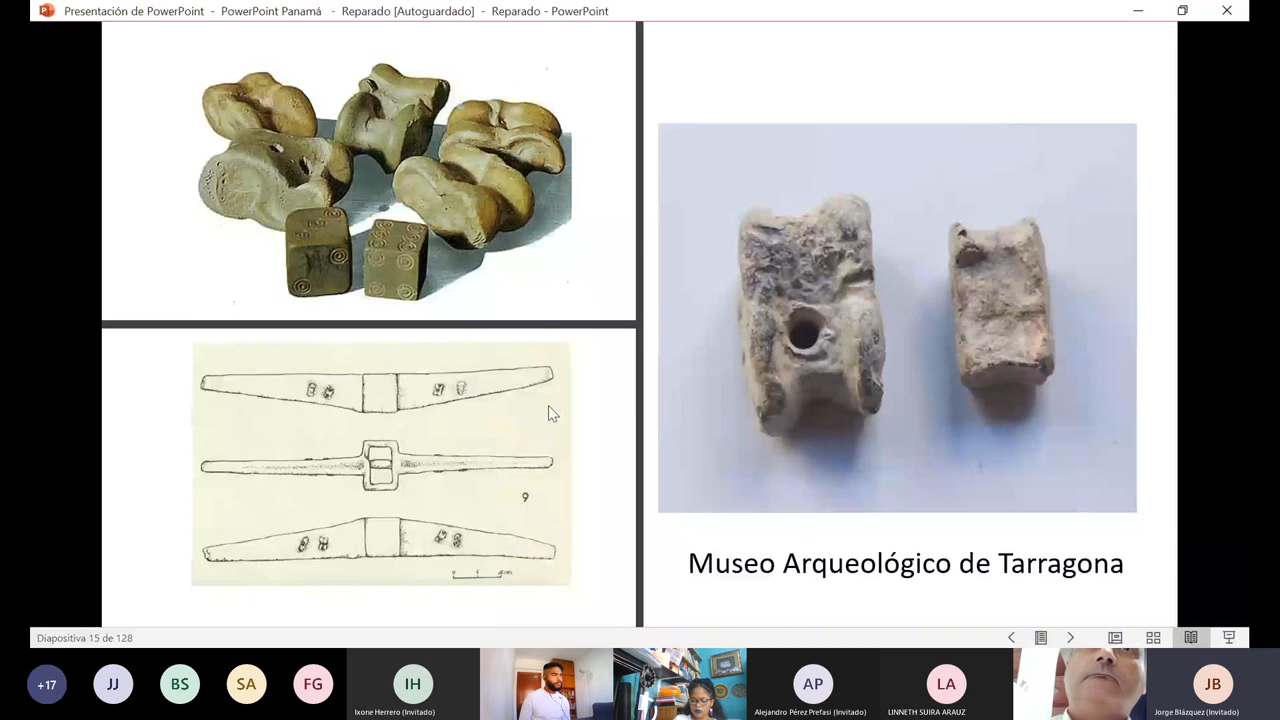 Presentación de PowerPoint - PowerPoint Panamá - Reparado [Autoguardado] - Reparado - PowerPoint
9
Museo Arqueológico de Tarragona
Diapositiva 15 de 128
+17
JJ
BS
SA
FG
IH
Ixone Herrero (Invitado)
AP
Alejandro Pérez Prefasi (Invitado)
LA
LINNETH SUIRA ARAUZ
JB
Jorge Blázquez (Invitado)